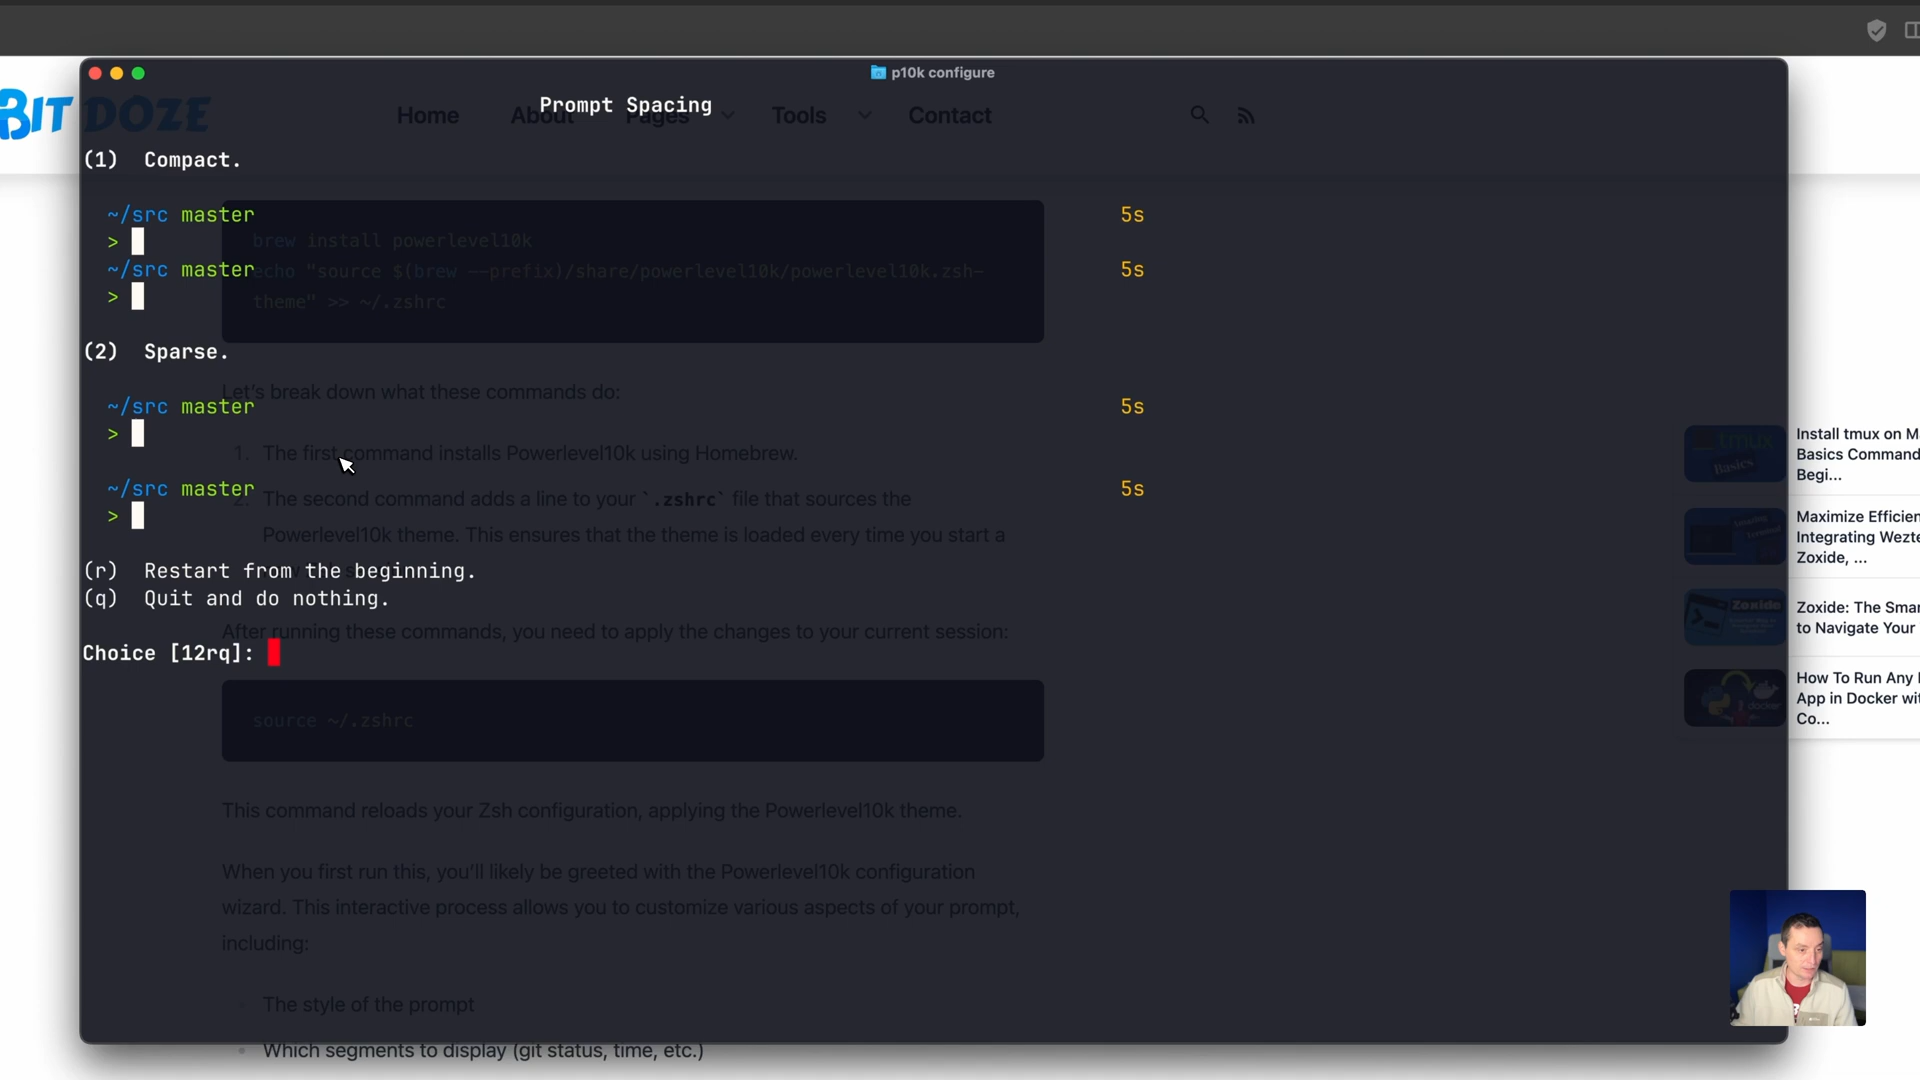 p10k configure
BIT DOZE
Home
About
Pages
Tools
Contact
Prompt Spacing
(1) Compact.
~/src master 5s
>
~/src master 5s
>
brew install powerlevel10k
echo "source $(brew --prefix)/share/powerlevel10k/powerlevel10k.zsh-
theme" >> ~/.zshrc
(2) Sparse.
~/src master 5s
>
~/src master 5s
>
Let's break down what these commands do:
1. The first command installs Powerlevel10k using Homebrew.
2. The second command adds a line to your `.zshrc` file that sources the
Powerlevel10k theme. This ensures that the theme is loaded every time you start a
(r) Restart from the beginning.
(q) Quit and do nothing.
After running these commands, you need to apply the changes to your current session:
Choice [12rq]:
source ~/.zshrc
This command reloads your Zsh configuration, applying the Powerlevel10k theme.
When you first run this, you'll likely be greeted with the Powerlevel10k configuration
wizard. This interactive process allows you to customize various aspects of your prompt,
including:
The style of the prompt
Which segments to display (git status, time, etc.)
tmux
Basics
Install tmux on M
Basics Command
Begi...
Maximize Efficien
Integrating Wezte
Zoxide, ...
Zoxide
Zoxide: The Smar
to Navigate Your
docker
How To Run Any
App in Docker wit
Co...